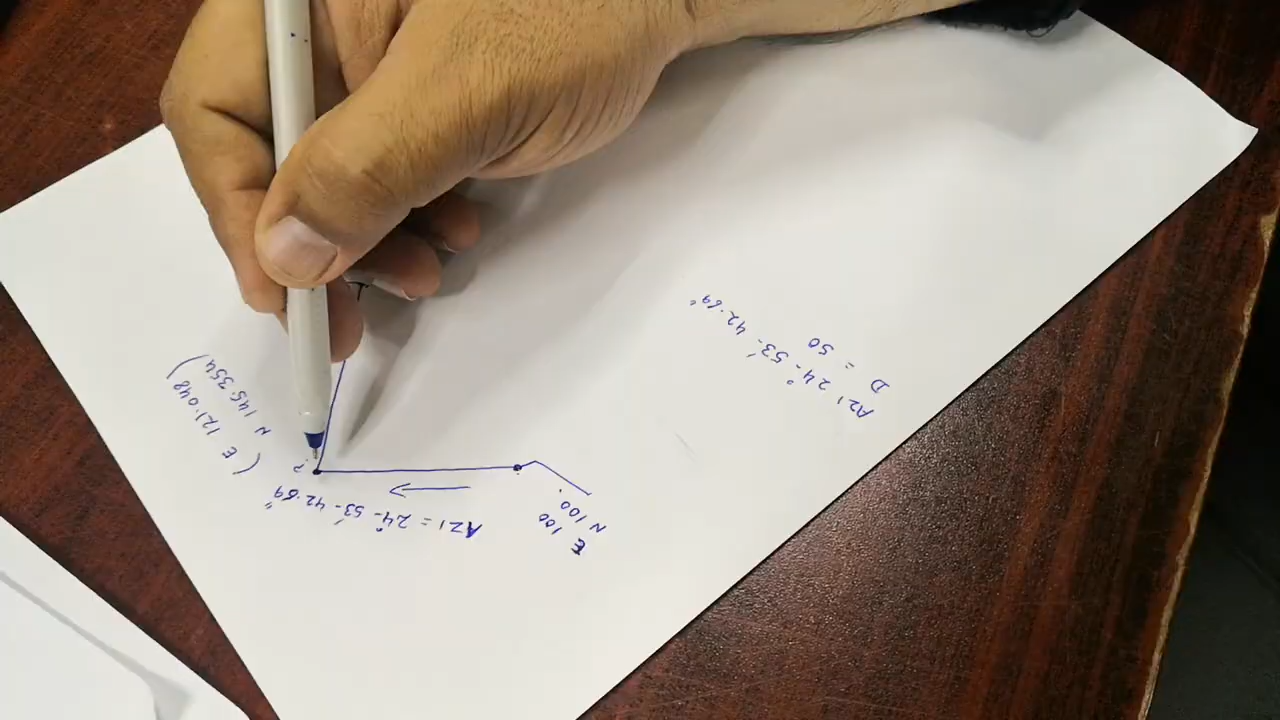 AZ1 24°- 53'- 42.69"
D = 50
E 100
N 100
AZ1 = 24°- 53'- 42.69"
?
(E 121.048
N 145.354)